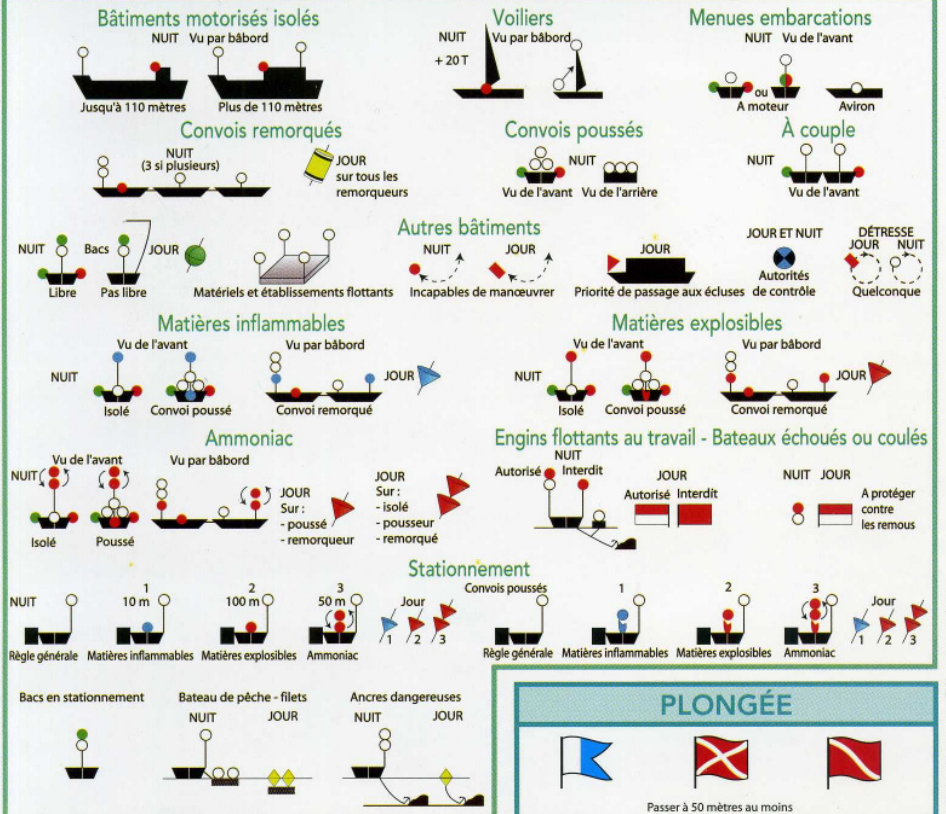 Bâtiments motorisés isolés
NUIT Vu par bâbord
Jusqu'à 110 mètres
Plus de 110 mètres
Voiliers
NUIT Vu par bâbord
+ 20 T
Menues embarcations
NUIT Vu de l'avant
ou
A moteur
Aviron
Convois remorqués
NUIT
(3 si plusieurs)
JOUR
sur tous les
remorqueurs
Convois poussés
NUIT
Vu de l'avant Vu de l'arrière
À couple
NUIT
Vu de l'avant
Autres bâtiments
NUIT
Bacs
JOUR
Libre
Pas libre
Matériels et établissements flottants
NUIT
JOUR
Incapables de manœuvrer
JOUR
Priorité de passage aux écluses
JOUR ET NUIT
Autorités
de contrôle
DÉTRESSE
JOUR NUIT
Quelconque
Matières inflammables
Vu de l'avant
Vu par bâbord
NUIT
JOUR
Isolé
Convoi poussé
Convoi remorqué
Matières explosibles
Vu de l'avant
Vu par bâbord
NUIT
JOUR
Isolé
Convoi poussé
Convoi remorqué
Ammoniac
Vu de l'avant
Vu par bâbord
NUIT
Isolé
Poussé
JOUR
Sur :
- poussé
- remorqueur
JOUR
Sur :
- isolé
- pousseur
- remorqué
Engins flottants au travail - Bateaux échoués ou coulés
NUIT
Autorisé Interdit
JOUR
Autorisé Interdit
NUIT JOUR
A protéger
contre
les remous
Stationnement
NUIT
Règle générale
1
10 m
Matières inflammables
2
100 m
Matières explosibles
3
50 m
Ammoniac
Jour
1 2 3
Convois poussés
Règle générale
1
Matières inflammables
2
Matières explosibles
3
Ammoniac
Jour
1 2 3
Bacs en stationnement
Bateau de pêche - filets
NUIT JOUR
Ancres dangereuses
NUIT JOUR
PLONGÉE
Passer à 50 mètres au moins